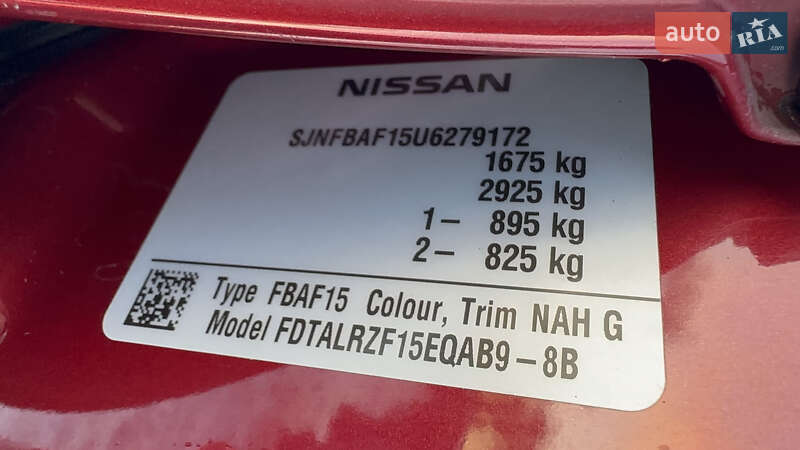 auto RIA .com
NISSAN
SJNFBAF15U6279172
1675 kg
2925 kg
1- 895 kg
2- 825 kg
Type FBAF15 Colour, Trim NAH G
Model FDTALRZF15EQAB9-8B